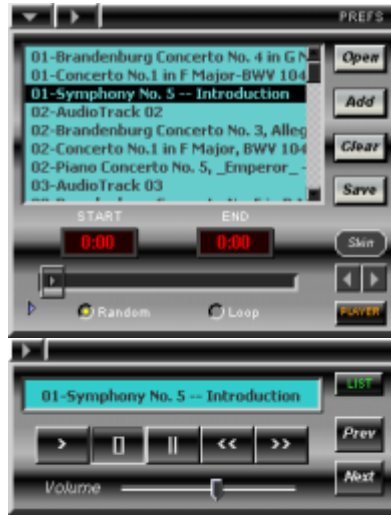 PREFS
01-Brandenburg Concerto No. 4 in G M
01-Concerto No.1 in F Major-BWV 104
01-Symphony No. 5 -- Introduction
02-AudioTrack 02
02-Brandenburg Concerto No. 3, Alleg
02-Concerto No.1 in F Major, BWV 104
02-Piano Concerto No. 5, _Emperor_ -
03-AudioTrack 03
Open
Add
Clear
Save
START END
0:00 0:00
Skin
Random Loop
PLAYER
01-Symphony No. 5 -- Introduction
LIST
> || << >>
Prev
Next
Volume